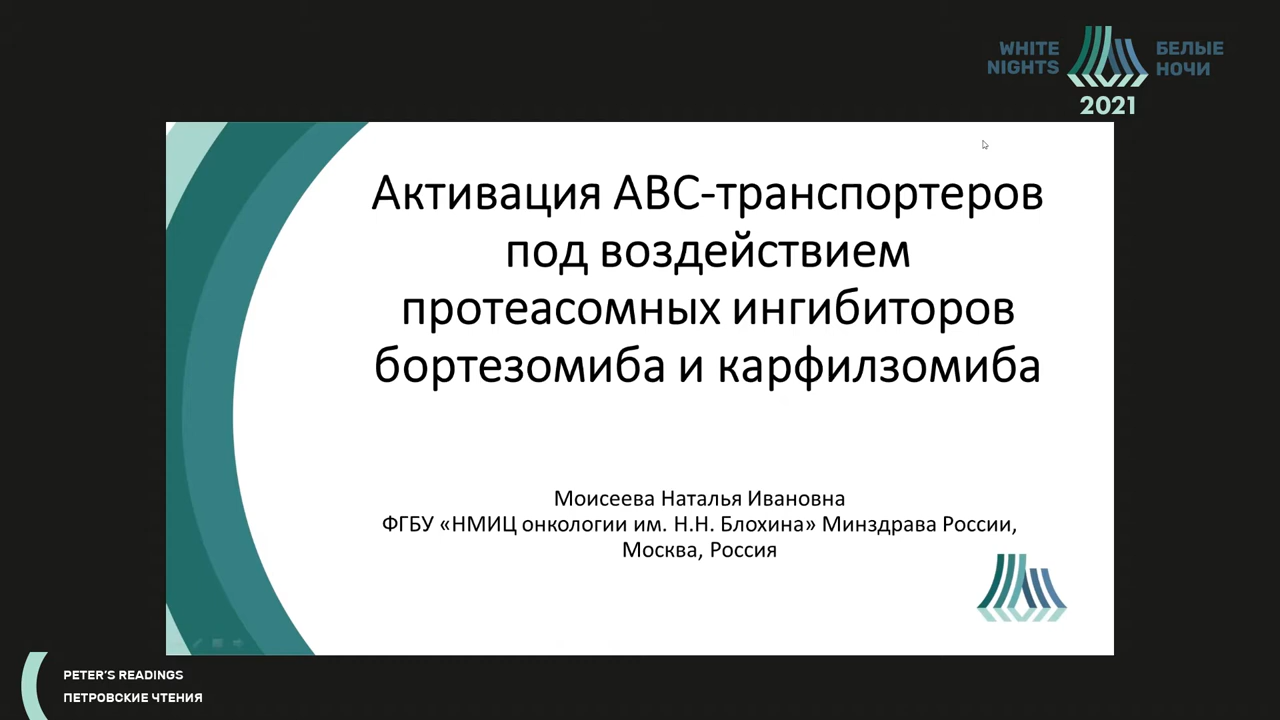 WHITE
NIGHTS
БЕЛЫЕ
НОЧИ
2021
Активация АВС-транспортеров
под воздействием
протеасомных ингибиторов
бортезомиба и карфилзомиба
Моисеева Наталья Ивановна
ФГБУ «НМИЦ онкологии им. Н.Н. Блохина» Минздрава России,
Москва, Россия
PETER'S READINGS
ПЕТРОВСКИЕ ЧТЕНИЯ